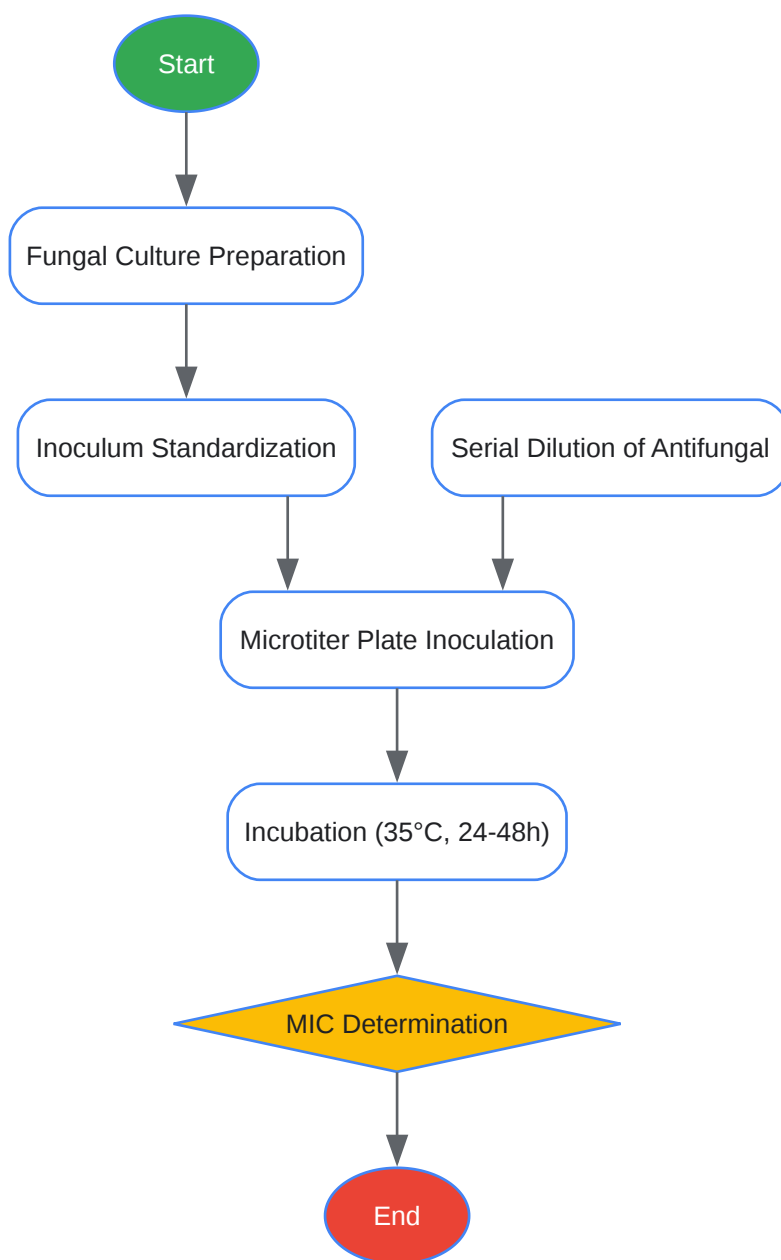 Start
Fungal Culture Preparation
Inoculum Standardization
Serial Dilution of Antifungal
Microtiter Plate Inoculation
Incubation (35°C, 24-48h)
MIC Determination
End